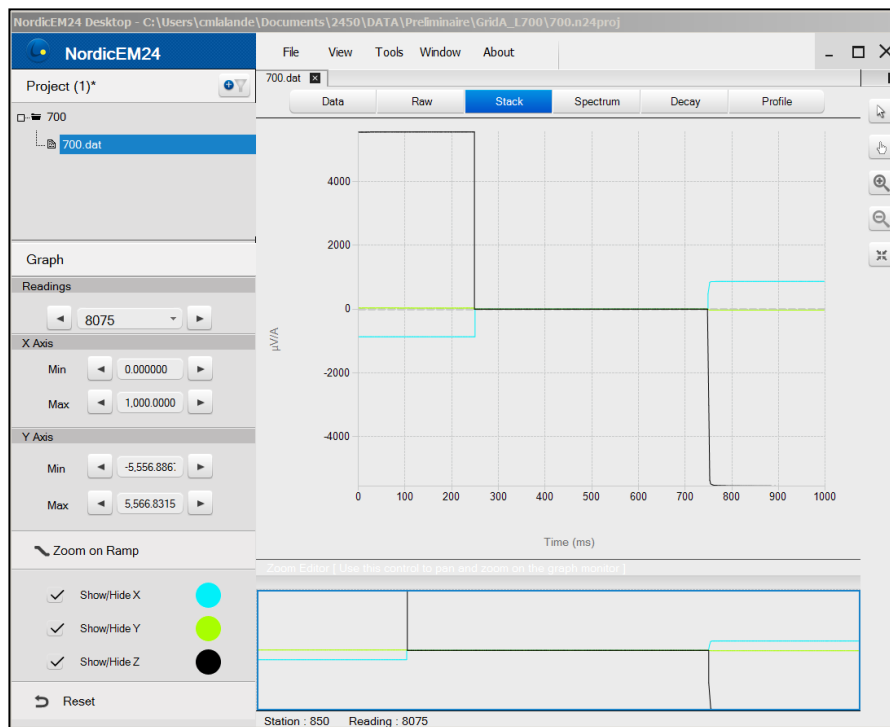 NordicEM24 Desktop - C:\Users\cmlalande\Documents\2450\DATA\Preliminaire\GridA_L700\700.n24proj
NordicEM24
File View Tools Window About
Project (1)*
700.dat
Data Raw Stack Spectrum Decay Profile
700
700.dat
Graph
Readings
8075
X Axis
Min 0.000000
Max 1,000.0000
Y Axis
Min -5,556.8867
Max 5,566.8315
Zoom on Ramp
Show/Hide X
Show/Hide Y
Show/Hide Z
Reset
4000
2000
0
-2000
-4000
µV/A
0 100 200 300 400 500 600 700 800 900 1000
Time (ms)
Zoom Editor [ Use this control to pan and zoom on the graph monitor ]
Station : 850 Reading : 8075